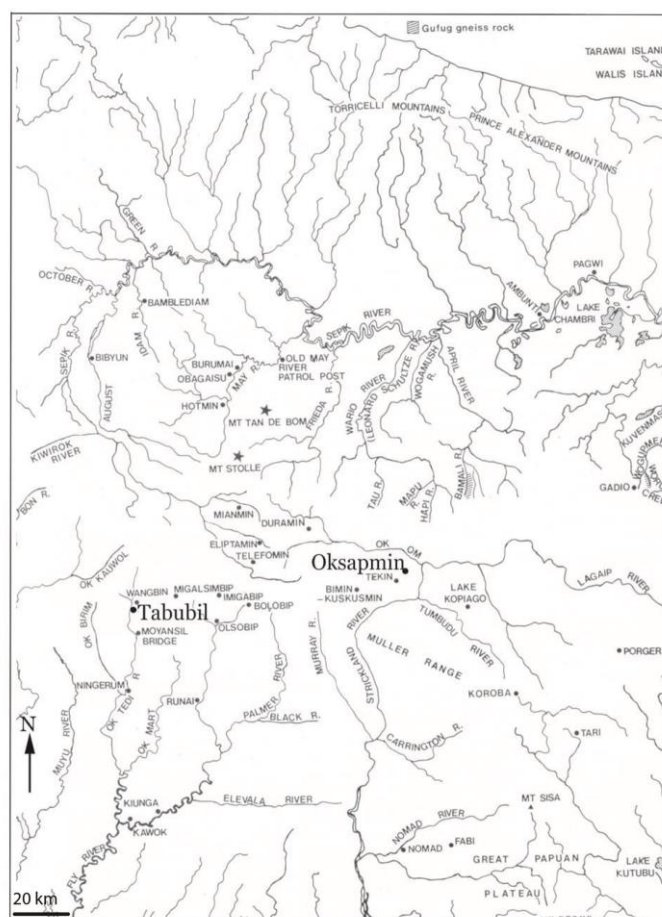 Gufug gneiss rock
TARAWAI ISLAND
WALIS ISLAND
TORRICELLI MOUNTAINS
PRINCE ALEXANDER MOUNTAINS
GREEN R.
PAGWI
OCTOBER R.
BAMBLEDIAM
AMBUNTI
LAKE
CHAMBRI
SEPIK R.
IDAM R.
SEPIK
RIVER
BIBYUN
BURUMAI
OLD MAY
RIVER
PATROL POST
OBAGAISU
MAY R.
AUGUST
HOTMIN
FRIEDA R.
WARIO RIVER
(LEONARD SCHULTZE R.
WOGAMUSH
R.
APRIL RIVER
MT TAN DE BOM
KIWIROK
RIVER
MT STOLLE
TAU R.
MAPU
R.
HAPI R.
BAMALI R.
GADIO
BON R.
MIANMIN
DURAMIN
ELIPTAMIN
TELEFOMIN
OK
OM
Oksapmin
TEKIN
LAGAIP RIVER
OK KAUWOL
WANGBIN
MIGALSIMBIP
IMIGABIP
BOLOBIP
BIMIN
-KUSKUSMIN
LAKE
KOPIAGO
Tabubil
OK BIRIM
MOYANSIL
BRIDGE
OLSOBIP
MURRAY R.
STRICKLAND
RIVER
TUMBUDU
RIVER
MULLER RANGE
PORGER
NINGERUM
OK TEDI R
OK MART
RUNAI
PALMER
RIVER
BLACK R.
KOROBA
MUYU RIVER
N
CARRINGTON R.
TARI
KIUNGA
KAWOK
ELEVALA RIVER
MT SISA
NOMAD RIVER
NOMAD
FABI
GREAT PAPUAN
PLATEAU
LAKE
KUTUBU
FLY RIVER
20 km